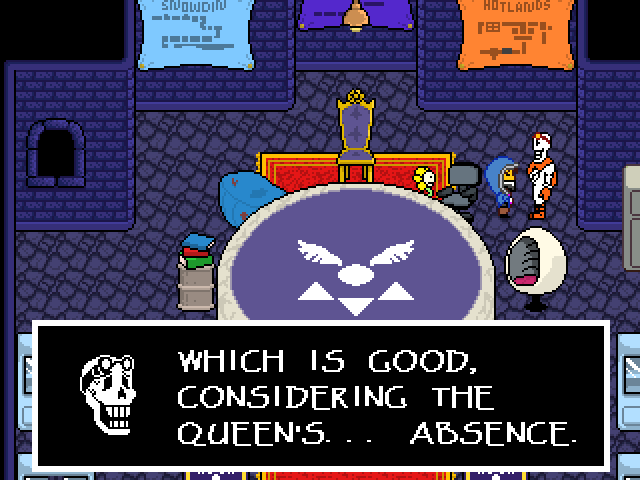 SNOWDIN
HOTLANDS
WHICH IS GOOD,
CONSIDERING THE
QUEEN'S... ABSENCE.